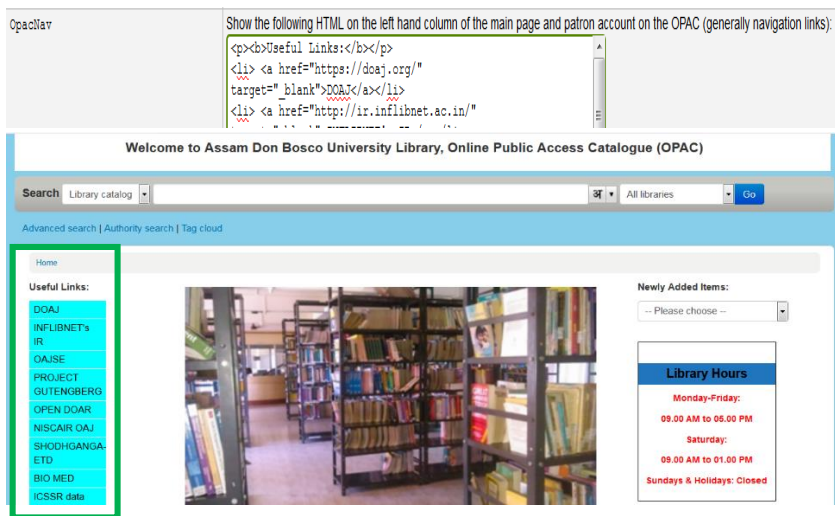 OpacNav
Show the following HTML on the left hand column of the main page and patron account on the OPAC (generally navigation links):
<p><b>Useful Links:</b></p>
<li> <a href="https://doaj.org/"
target="_blank">DOAJ</a></li>
<li> <a href="http://ir.inflibnet.ac.in/"
Welcome to Assam Don Bosco University Library, Online Public Access Catalogue (OPAC)
Search Library catalog अ All libraries Go
Advanced search | Authority search | Tag cloud
Home
Useful Links:
DOAJ
INFLIBNET's
IR
OAJSE
PROJECT
GUTENGBERG
OPEN DOAR
NISCAIR OAJ
SHODHGANGA-
ETD
BIO MED
ICSSR data
Newly Added Items:
-- Please choose --
Library Hours
Monday-Friday:
09.00 AM to 05.00 PM
Saturday:
09.00 AM to 01.00 PM
Sundays & Holidays: Closed